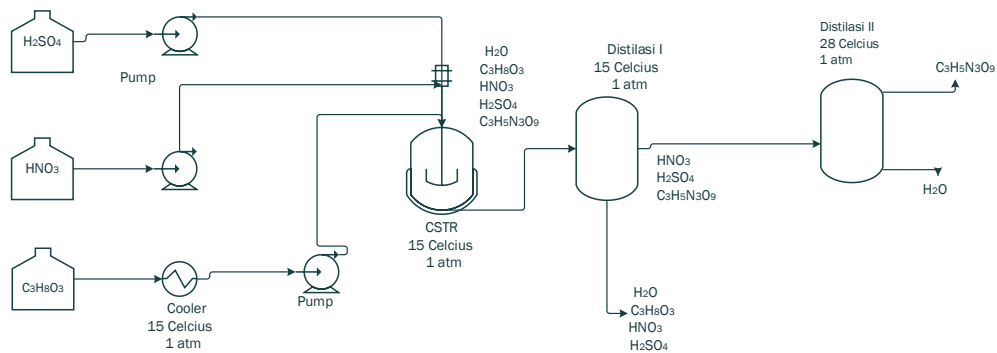 H2SO4
Pump
HNO3
C3H8O3
Cooler
15 Celcius
1 atm
Pump
H2O
C3H8O3
HNO3
H2SO4
C3H5N3O9
CSTR
15 Celcius
1 atm
Distilasi I
15 Celcius
1 atm
HNO3
H2SO4
C3H5N3O9
H2O
C3H8O3
HNO3
H2SO4
Distilasi II
28 Celcius
1 atm
C3H5N3O9
H2O